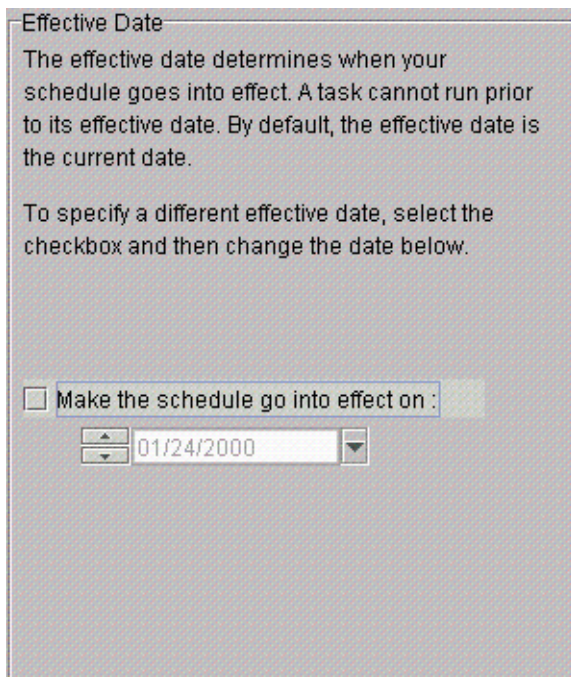 Effective Date
The effective date determines when your
schedule goes into effect. A task cannot run prior
to its effective date. By default, the effective date is
the current date.
To specify a different effective date, select the
checkbox and then change the date below.
Make the schedule go into effect on :
01/24/2000